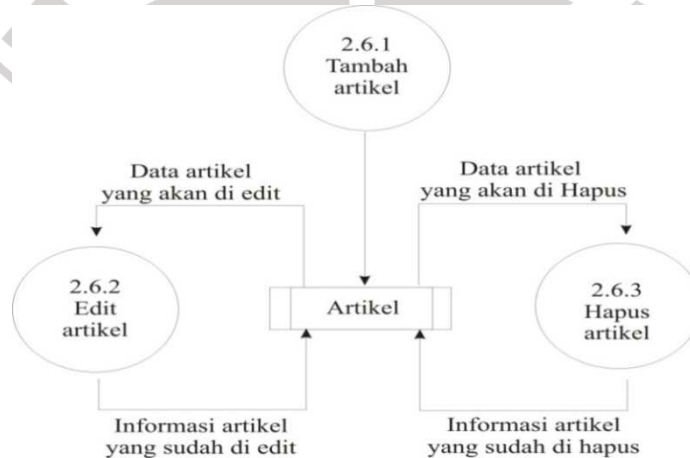 2.6.1
Tambah
artikel
Data artikel
yang akan di edit
Data artikel
yang akan di Hapus
2.6.2
Edit
artikel
Artikel
2.6.3
Hapus
artikel
Informasi artikel
yang sudah di edit
Informasi artikel
yang sudah di hapus